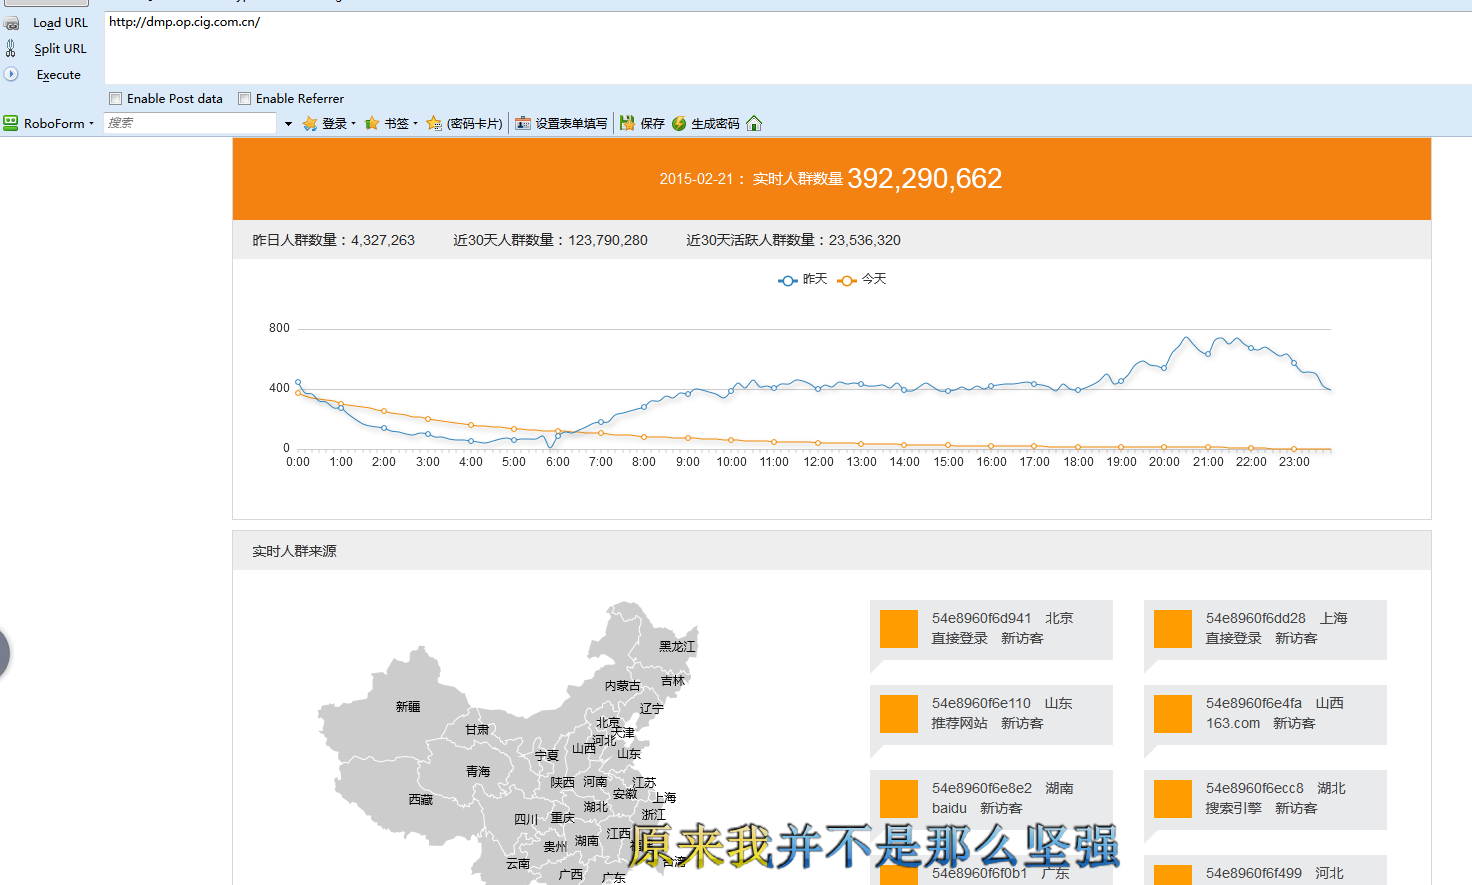 Load URL
http://dmp.op.cig.com.cn/
Split URL
Execute
Enable Post data Enable Referrer
RoboForm 搜索 登录 书签 (密码卡片) 设置表单填写 保存 生成密码
2015-02-21： 实时人群数量 392,290,662
昨日人群数量：4,327,263 近30天人群数量：123,790,280 近30天活跃人群数量：23,536,320
昨天 今天
800
400
0
0:00 1:00 2:00 3:00 4:00 5:00 6:00 7:00 8:00 9:00 10:00 11:00 12:00 13:00 14:00 15:00 16:00 17:00 18:00 19:00 20:00 21:00 22:00 23:00
实时人群来源
黑龙江
内蒙古 吉林
新疆 辽宁
甘肃 北京 天津
宁夏 山西 河北 山东
青海 陕西 河南 江苏
西藏 安徽 上海
湖北 浙江
四川 重庆
贵州 湖南 江西
云南 台湾
广西 广东
54e8960f6d941 北京
直接登录 新访客
54e8960f6dd28 上海
直接登录 新访客
54e8960f6e110 山东
推荐网站 新访客
54e8960f6e4fa 山西
163.com 新访客
54e8960f6e8e2 湖南
baidu 新访客
54e8960f6ecc8 湖北
搜索引擎 新访客
54e8960f6f0b1 广东
54e8960f6f499 河北
原来我并不是那么坚强